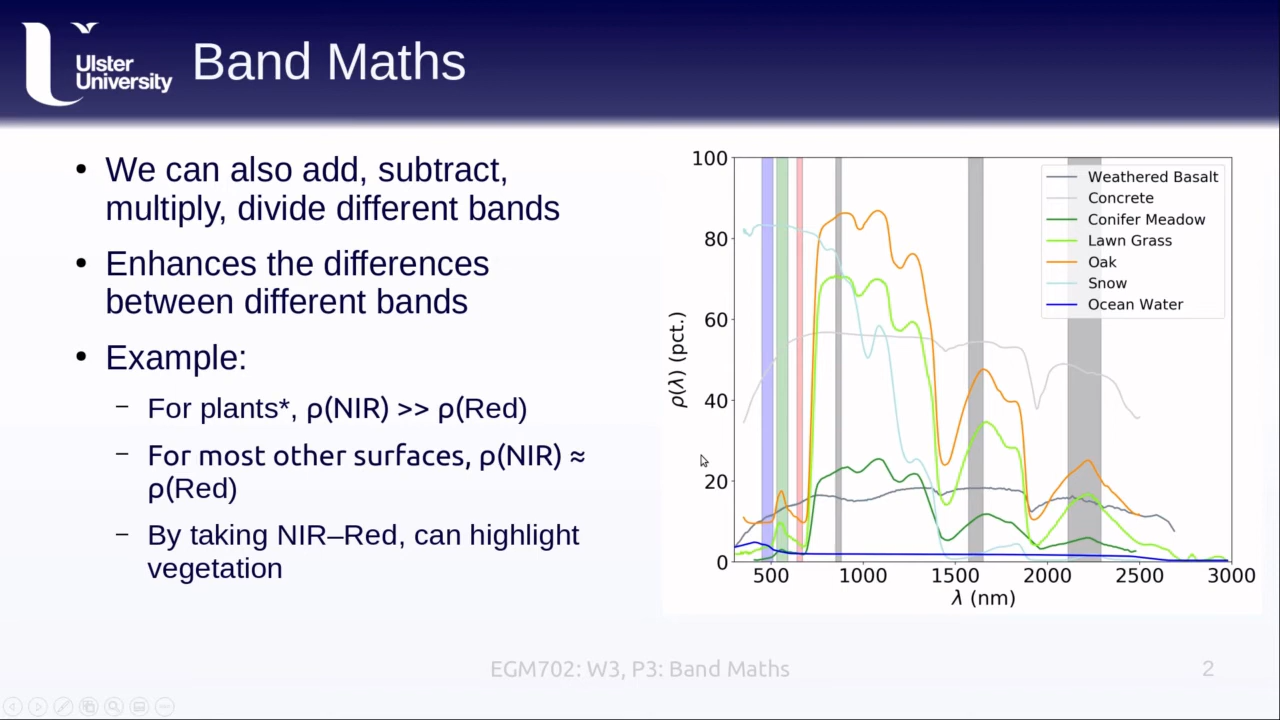 Ulster
University
Band Maths
• We can also add, subtract,
multiply, divide different bands
• Enhances the differences
between different bands
• Example:
– For plants*, ρ(NIR) >> ρ(Red)
– For most other surfaces, ρ(NIR) ≈
ρ(Red)
– By taking NIR–Red, can highlight
vegetation
100
80
60
40
20
0
ρ(λ) (pct.)
500 1000 1500 2000 2500 3000
λ (nm)
Weathered Basalt
Concrete
Conifer Meadow
Lawn Grass
Oak
Snow
Ocean Water
EGM702: W3, P3: Band Maths
2